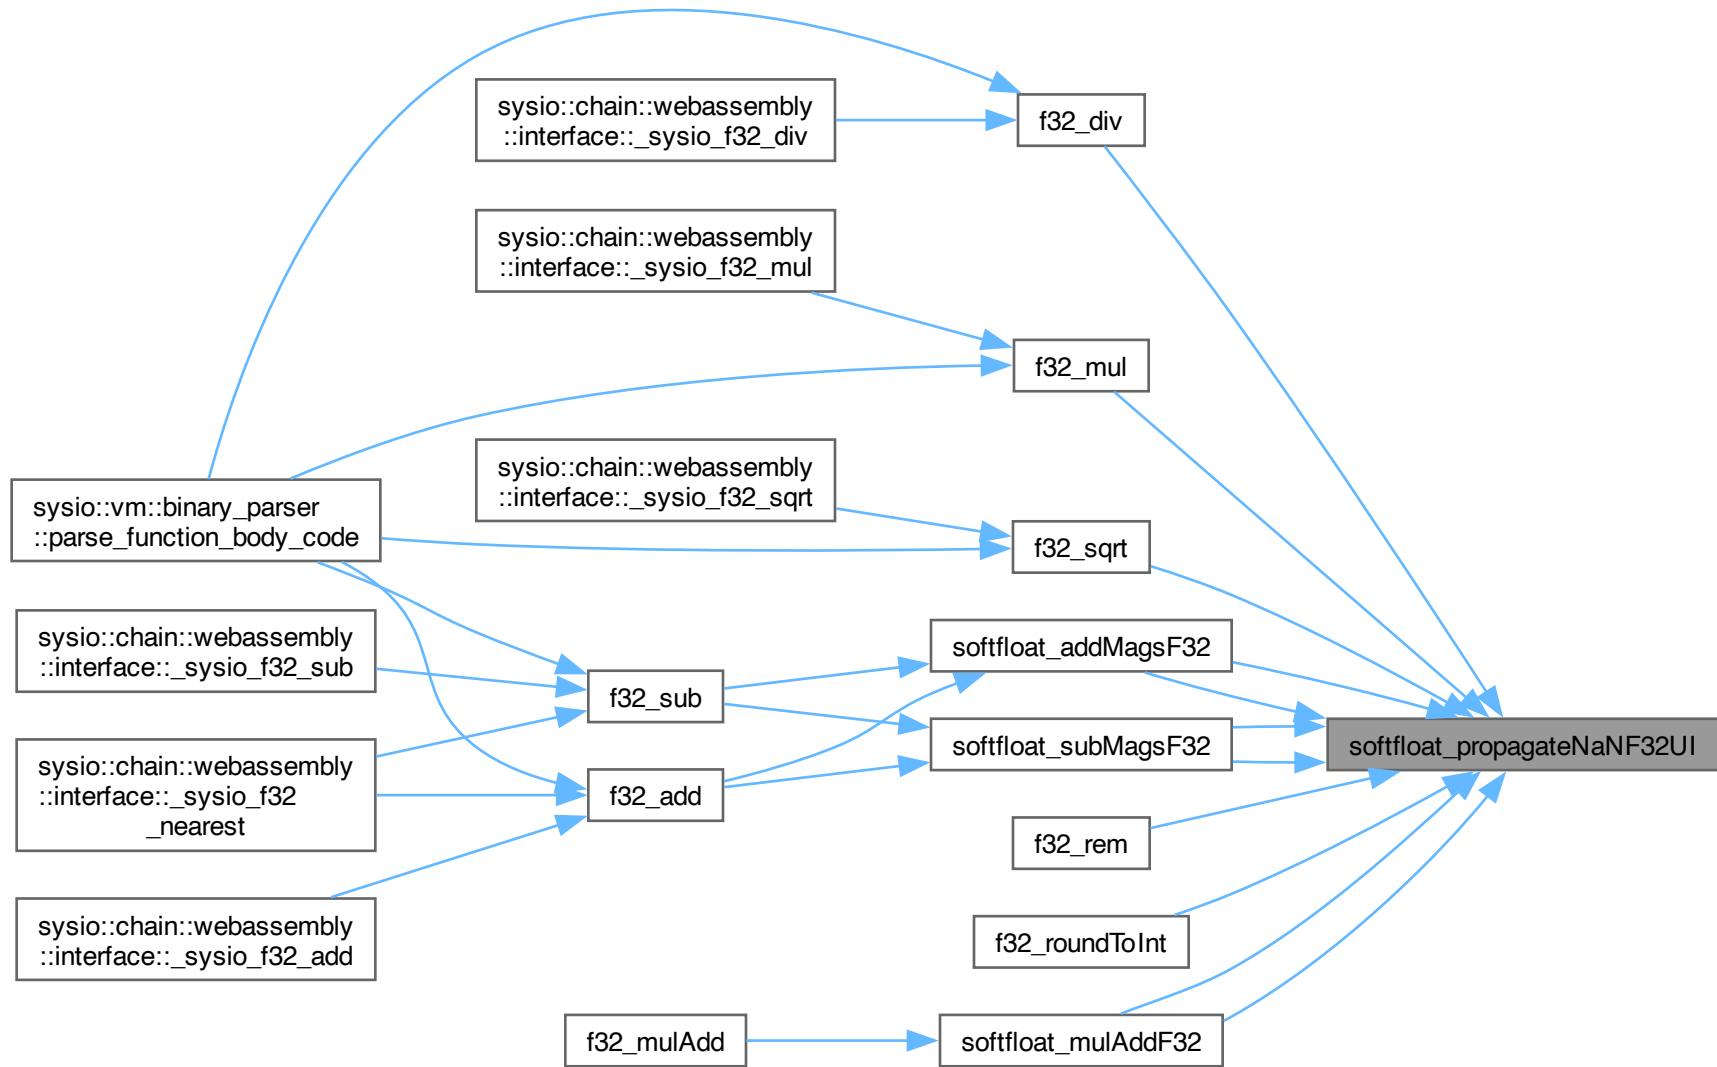 sysio::chain::webassembly
::interface::_sysio_f32_div
f32_div
sysio::chain::webassembly
::interface::_sysio_f32_mul
f32_mul
sysio::chain::webassembly
::interface::_sysio_f32_sqrt
f32_sqrt
sysio::vm::binary_parser
::parse_function_body_code
sysio::chain::webassembly
::interface::_sysio_f32_sub
f32_sub
softfloat_addMagsF32
softfloat_subMagsF32
softfloat_propagateNaNF32UI
sysio::chain::webassembly
::interface::_sysio_f32
_nearest
f32_add
f32_rem
sysio::chain::webassembly
::interface::_sysio_f32_add
f32_roundToInt
f32_mulAdd
softfloat_mulAddF32